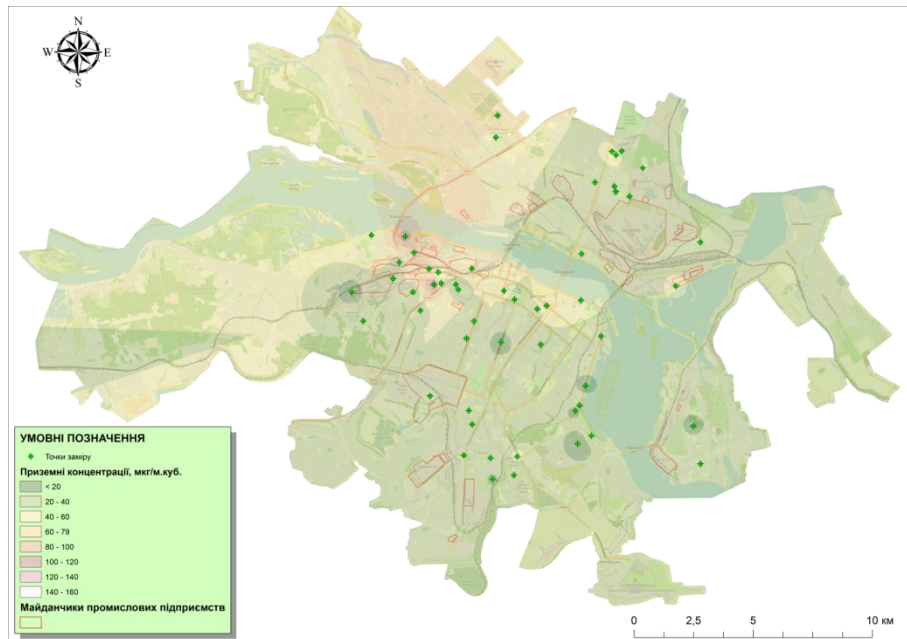 N
W E
S
УМОВНІ ПОЗНАЧЕННЯ
Точки заміру
Приземні концентрації, мкг/м.куб.
< 20
20 - 40
40 - 60
60 - 79
80 - 100
100 - 120
120 - 140
140 - 160
Майданчики промислових підприємств
0 2,5 5 10 км